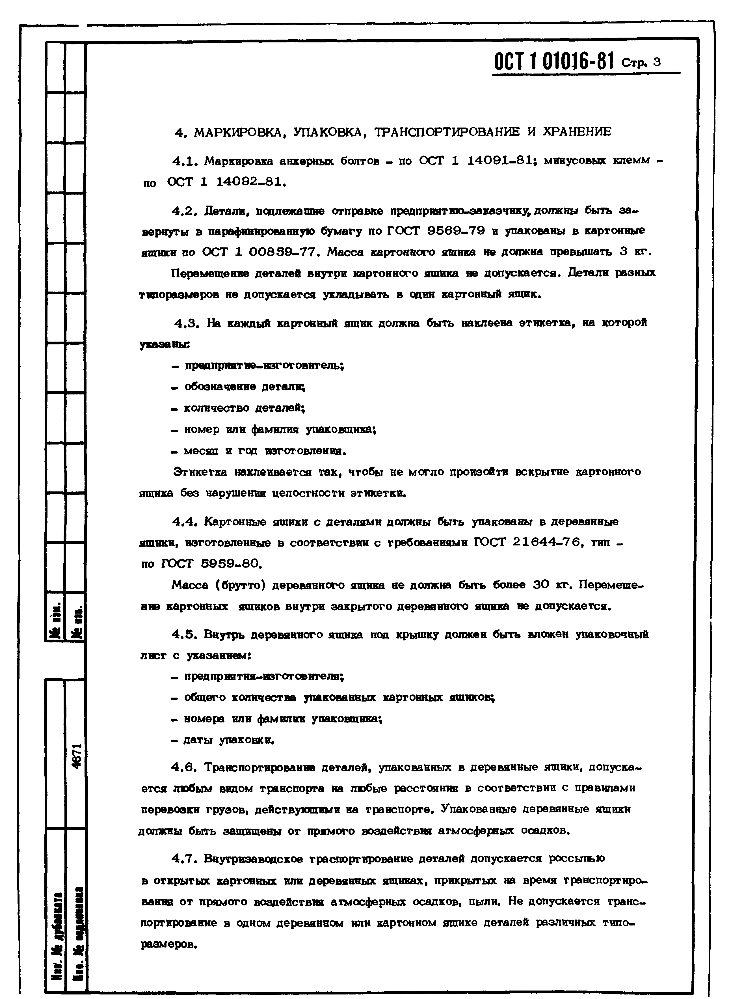 ОСТ 1 01016-81 Стр. 3
4. МАРКИРОВКА, УПАКОВКА, ТРАНСПОРТИРОВАНИЕ И ХРАНЕНИЕ
4.1. Маркировка анкерных болтов – по ОСТ 1 14091–81; минусовых клемм –
по ОСТ 1 14092–81.
4.2. Детали, подлежащие отправке предприятию–заказчику, должны быть за–
вернуты в парафинированную бумагу по ГОСТ 9569–79 и упакованы в картонные
ящики по ОСТ 1 00859–77. Масса картонного ящика не должна превышать 3 кг.
Перемещение деталей внутри картонного ящика не допускается. Детали разных
типоразмеров не допускается укладывать в один картонный ящик.
4.3. На каждый картонный ящик должна быть наклеена этикетка, на которой
указаны:
– предприятие–изготовитель;
– обозначение детали;
– количество деталей;
– номер или фамилия упаковщика;
– месяц и год изготовления.
Этикетка наклеивается так, чтобы не могло произойти вскрытие картонного
ящика без нарушения целостности этикетки.
4.4. Картонные ящики с деталями должны быть упакованы в деревянные
ящики, изготовленные в соответствии с требованиями ГОСТ 21644–76, тип –
по ГОСТ 5959–80.
Масса (брутто) деревянного ящика не должна быть более 30 кг. Перемеще–
ние картонных ящиков внутри закрытого деревянного ящика не допускается.
4.5. Внутрь деревянного ящика под крышку должен быть вложен упаковочный
лист с указанием:
– предприятия–изготовителя;
– общего количества упакованных картонных ящиков;
– номера или фамилии упаковщика;
– даты упаковки.
4.6. Транспортирование деталей, упакованных в деревянные ящики, допуска–
ется любым видом транспорта на любые расстояния в соответствии с правилами
перевозки грузов, действующими на транспорте. Упакованные деревянные ящики
должны быть защищены от прямого воздействия атмосферных осадков.
4.7. Внутризаводское траспортирование деталей допускается россыпью
в открытых картонных или деревянных ящиках, прикрытых на время транспортиро–
вания от прямого воздействия атмосферных осадков, пыли. Не допускается транс–
портирование в одном деревянном или картонном ящике деталей различных типо–
размеров.
№ изм.
№ изв.
4671
Инв. № дубликата
Инв. № подлинника